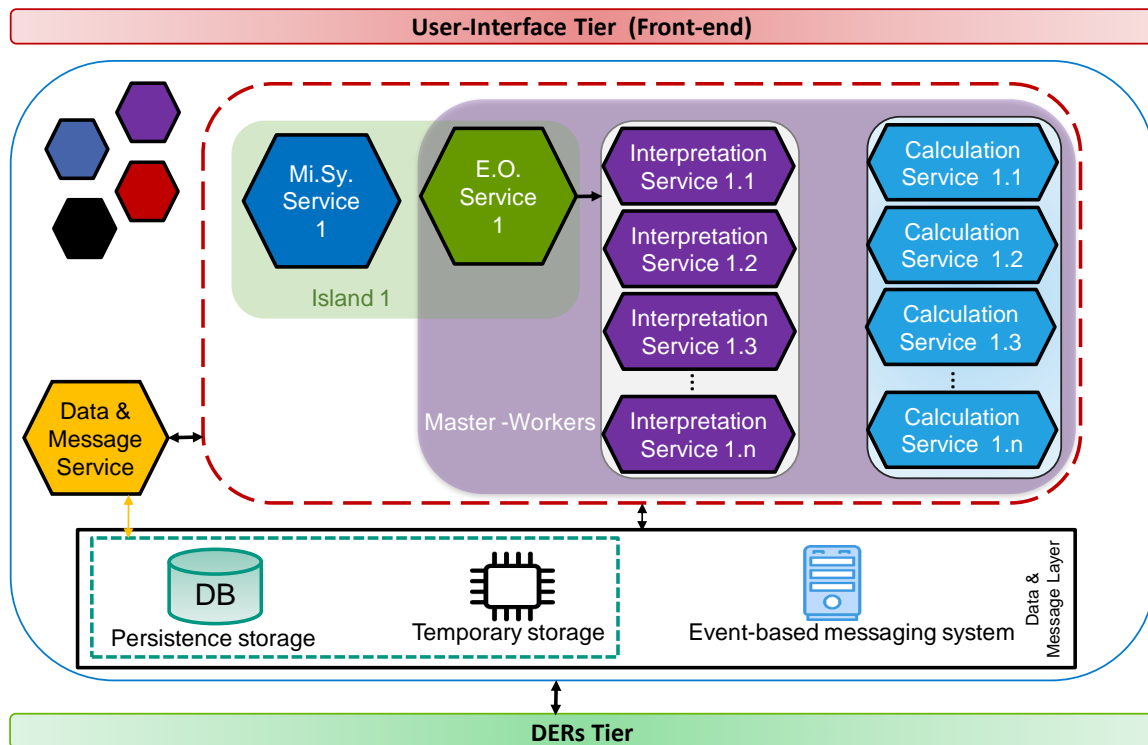 User-Interface Tier (Front-end)
Mi.Sy.
Service
1
E.O.
Service
1
Island 1
Interpretation
Service 1.1
Interpretation
Service 1.2
Interpretation
Service 1.3
...
Interpretation
Service 1.n
Master -Workers
Calculation
Service 1.1
Calculation
Service 1.2
Calculation
Service 1.3
...
Calculation
Service 1.n
Data &
Message
Service
DB
Persistence storage
Temporary storage
Event-based messaging system
Data &
Message Layer
DERs Tier